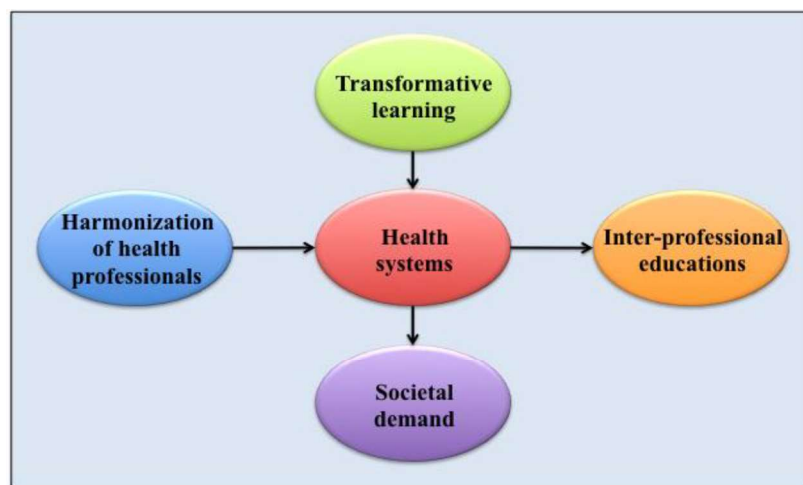 Transformative
learning
Harmonization
of health
professionals
Health
systems
Inter-professional
educations
Societal
demand